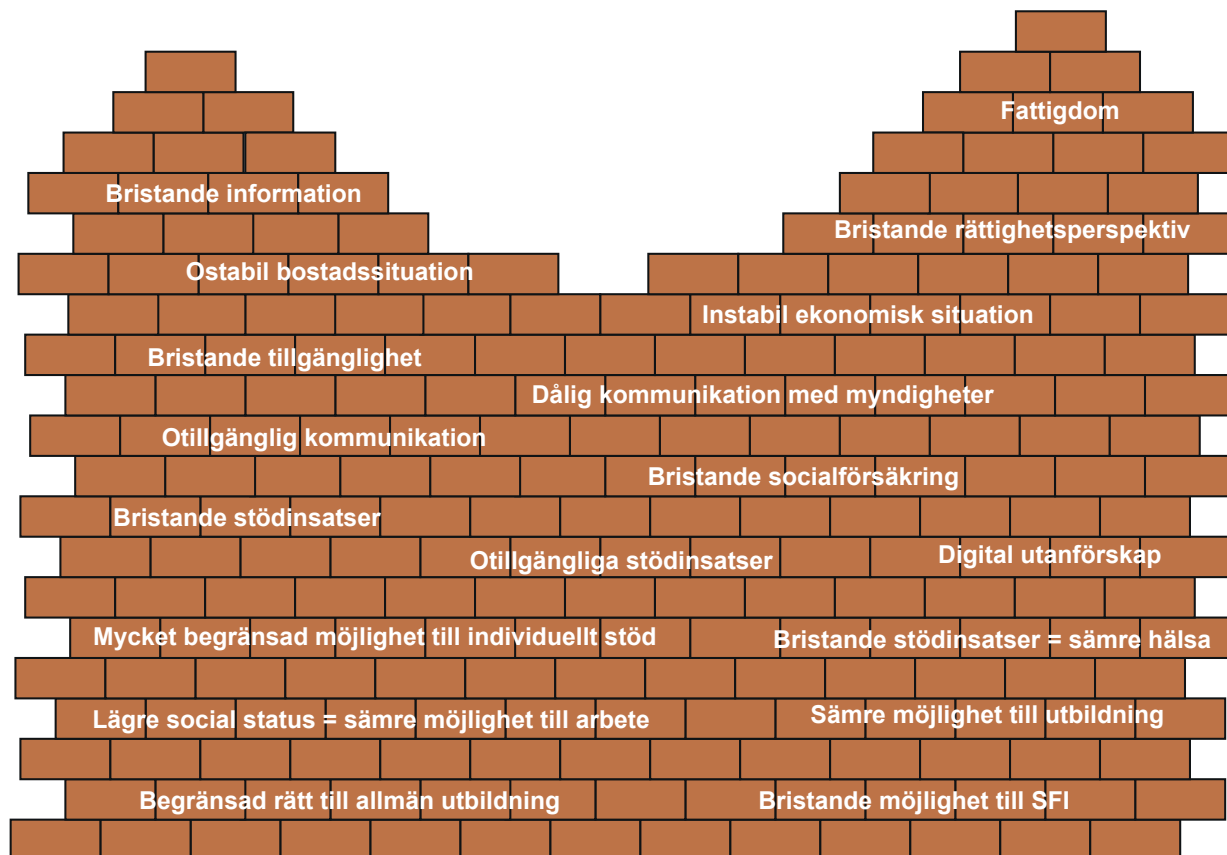 Fattigdom
Bristande information
Bristande rättighetsperspektiv
Ostabil bostadssituation
Instabil ekonomisk situation
Bristande tillgänglighet
Dålig kommunikation med myndigheter
Otillgänglig kommunikation
Bristande socialförsäkring
Bristande stödinsatser
Otillgängliga stödinsatser
Digital utanförskap
Mycket begränsad möjlighet till individuellt stöd
Bristande stödinsatser = sämre hälsa
Lägre social status = sämre möjlighet till arbete
Sämre möjlighet till utbildning
Begränsad rätt till allmän utbildning
Bristande möjlighet till SFI